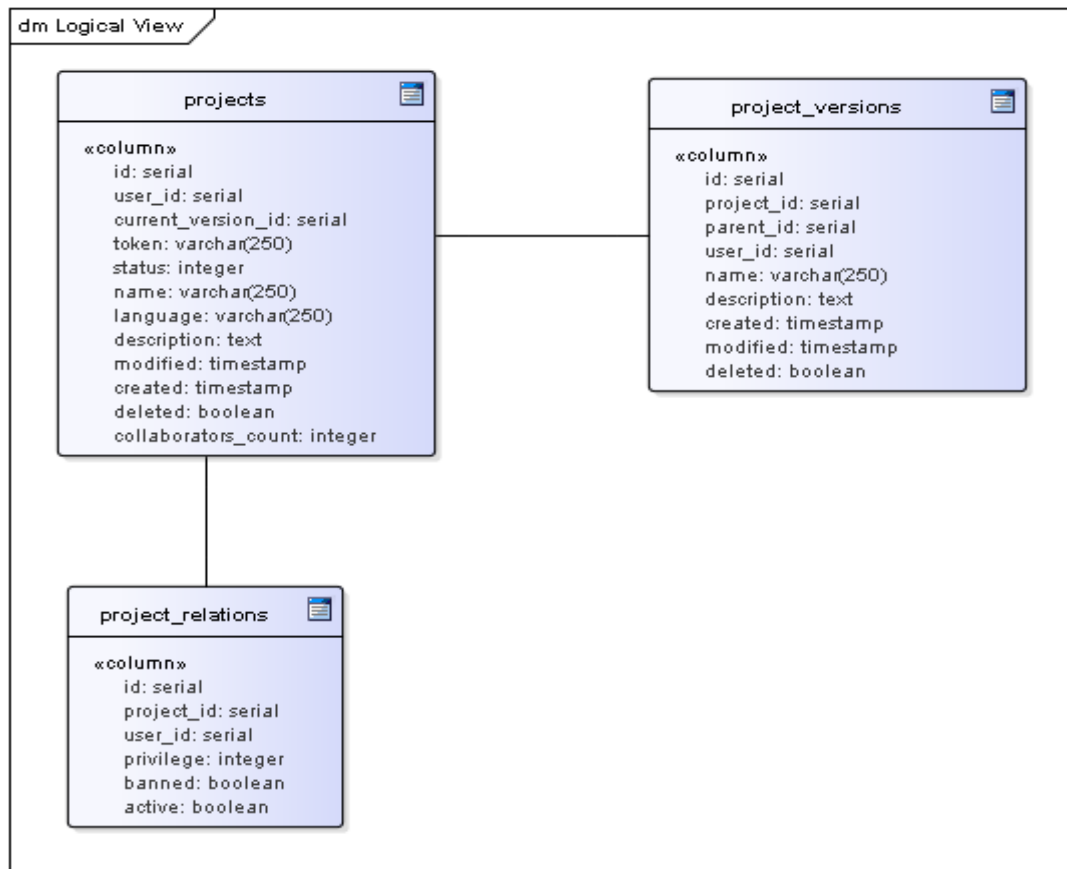 dm Logical View
projects
«column»
id: serial
user_id: serial
current_version_id: serial
token: varchar(250)
status: integer
name: varchar(250)
language: varchar(250)
description: text
modified: timestamp
created: timestamp
deleted: boolean
collaborators_count: integer
project_versions
«column»
id: serial
project_id: serial
parent_id: serial
user_id: serial
name: varchar(250)
description: text
created: timestamp
modified: timestamp
deleted: boolean
project_relations
«column»
id: serial
project_id: serial
user_id: serial
privilege: integer
banned: boolean
active: boolean